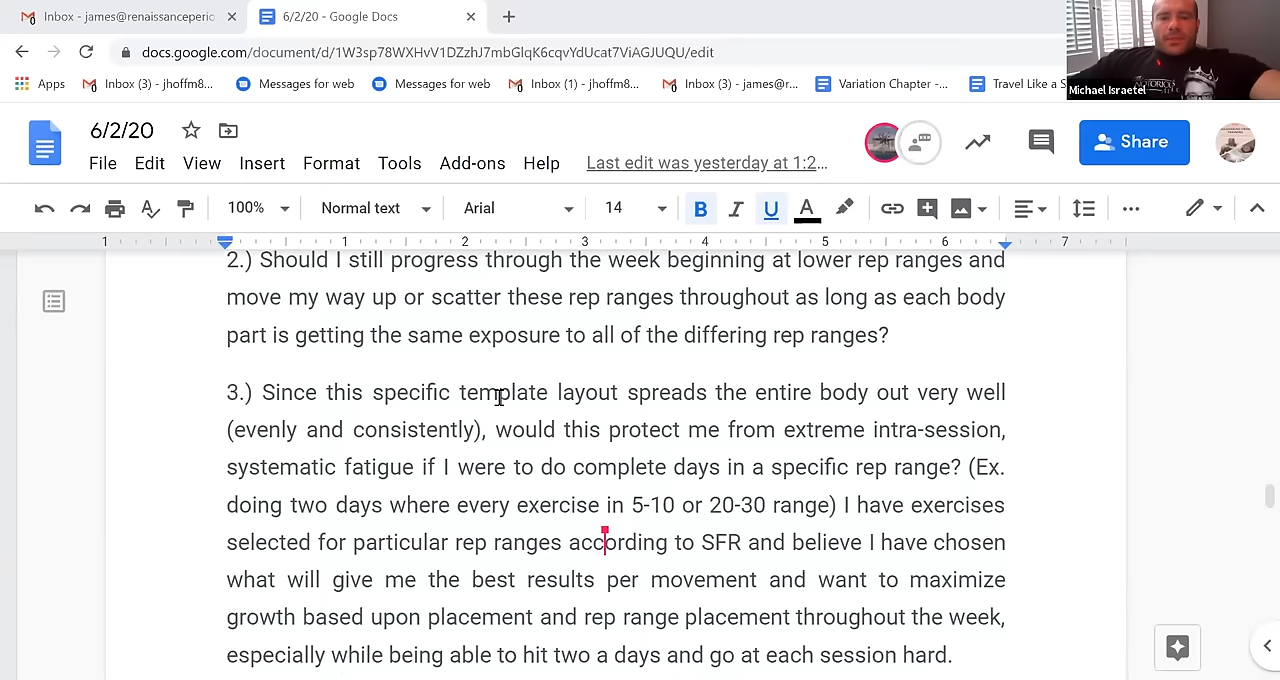 Inbox - james@renaissanceperio
6/2/20 - Google Docs
docs.google.com/document/d/1W3sp78WXHvV1DZzhJ7mbGlqK6cqvYdUcat7ViAGJUQU/edit
Apps
Inbox (3) - jhoffm8...
Messages for web
Messages for web
Inbox (1) - jhoffm8...
Inbox (3) - james@r...
Variation Chapter -...
Travel Like a S
Michael Israetel
6/2/20
File Edit View Insert Format Tools Add-ons Help
Last edit was yesterday at 1:2...
Share
100% Normal text Arial 14 B I U A
1 1 2 3 4 5 6 7
2.) Should I still progress through the week beginning at lower rep ranges and
move my way up or scatter these rep ranges throughout as long as each body
part is getting the same exposure to all of the differing rep ranges?
3.) Since this specific template layout spreads the entire body out very well
(evenly and consistently), would this protect me from extreme intra-session,
systematic fatigue if I were to do complete days in a specific rep range? (Ex.
doing two days where every exercise in 5-10 or 20-30 range) I have exercises
selected for particular rep ranges according to SFR and believe I have chosen
what will give me the best results per movement and want to maximize
growth based upon placement and rep range placement throughout the week,
especially while being able to hit two a days and go at each session hard.